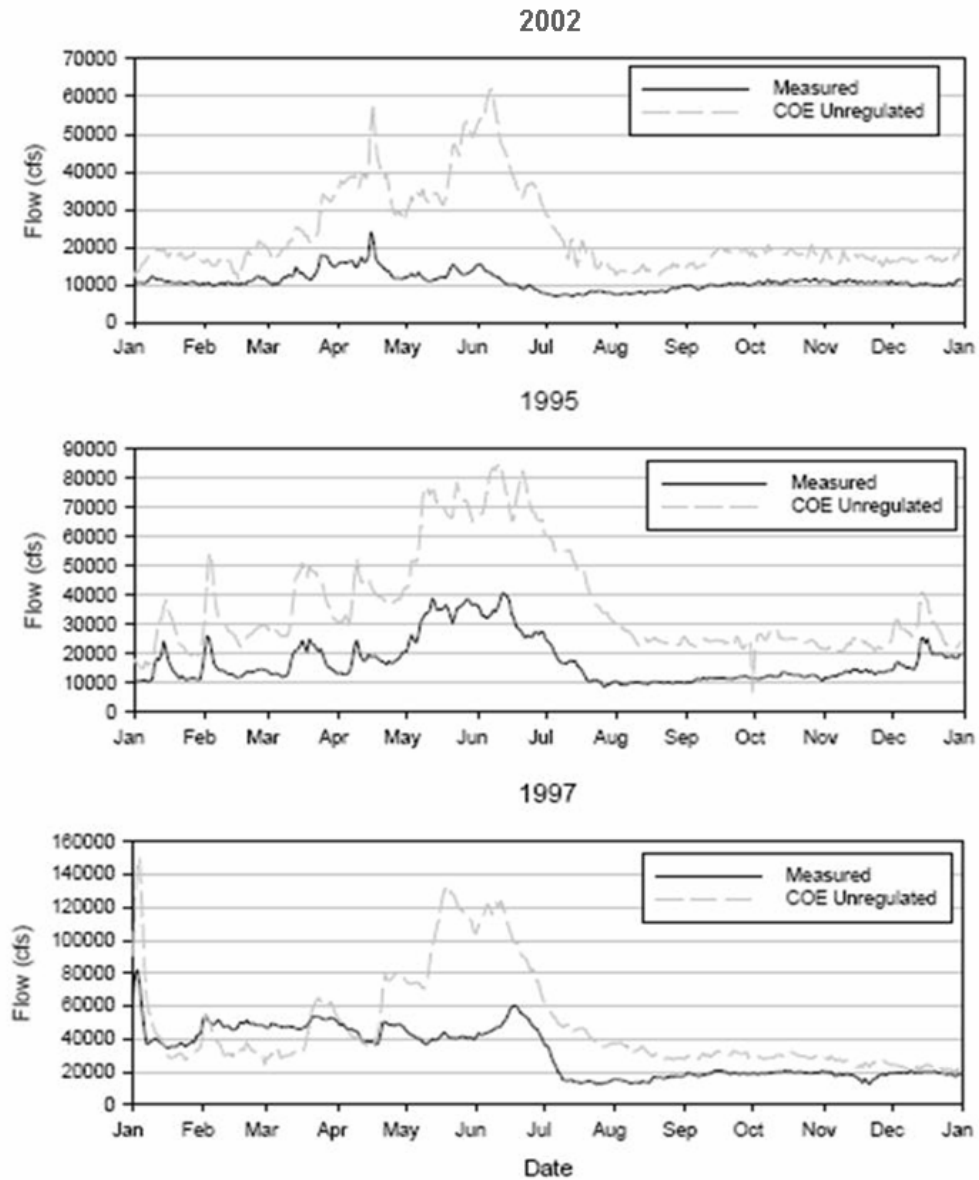 2002
70000
60000
50000
40000
30000
20000
10000
0
Flow (cfs)
Measured
COE Unregulated
Jan Feb Mar Apr May Jun Jul Aug Sep Oct Nov Dec Jan
1995
90000
80000
70000
60000
50000
40000
30000
20000
10000
0
Flow (cfs)
Measured
COE Unregulated
Jan Feb Mar Apr May Jun Jul Aug Sep Oct Nov Dec Jan
1997
160000
140000
120000
100000
80000
60000
40000
20000
0
Flow (cfs)
Measured
COE Unregulated
Jan Feb Mar Apr May Jun Jul Aug Sep Oct Nov Dec Jan
Date